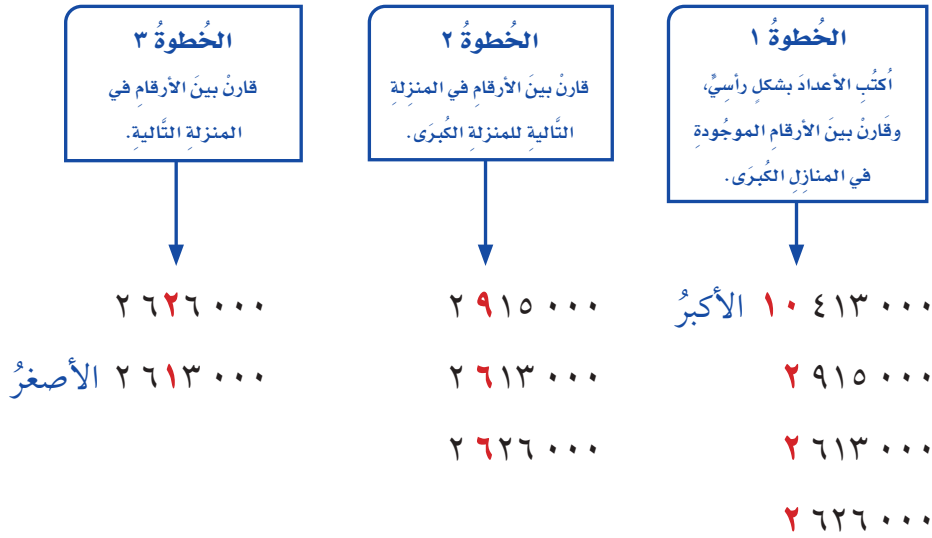 الخُطوةُ ١
أكتُبِ الأعدادَ بشكلٍ رأسيٍّ،
وقَارنْ بينَ الأرقامِ الموجُودةِ
في المنازلِ الكُبرَى.
١٠ ٤١٣ ٠٠٠ الأكبرُ
٢ ٩١٥ ٠٠٠
٢ ٦١٣ ٠٠٠
٢ ٦٢٦ ٠٠٠
الخُطوةُ ٢
قارنْ بينَ الأرقامِ في المنزلةِ
التَّاليةِ للمنزلةِ الكُبرَى.
٢ ٩١٥ ٠٠٠
٢ ٦١٣ ٠٠٠
٢ ٦٢٦ ٠٠٠
الخُطوةُ ٣
قارنْ بينَ الأرقامِ في
المنزلةِ التَّاليةِ.
٢ ٦٢٦ ٠٠٠
٢ ٦١٣ ٠٠٠ الأصغرُ